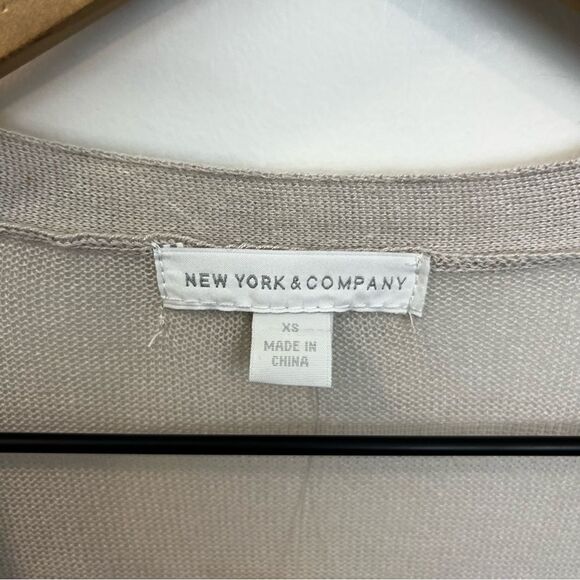 NEW YORK & COMPANY
XS
MADE IN
CHINA